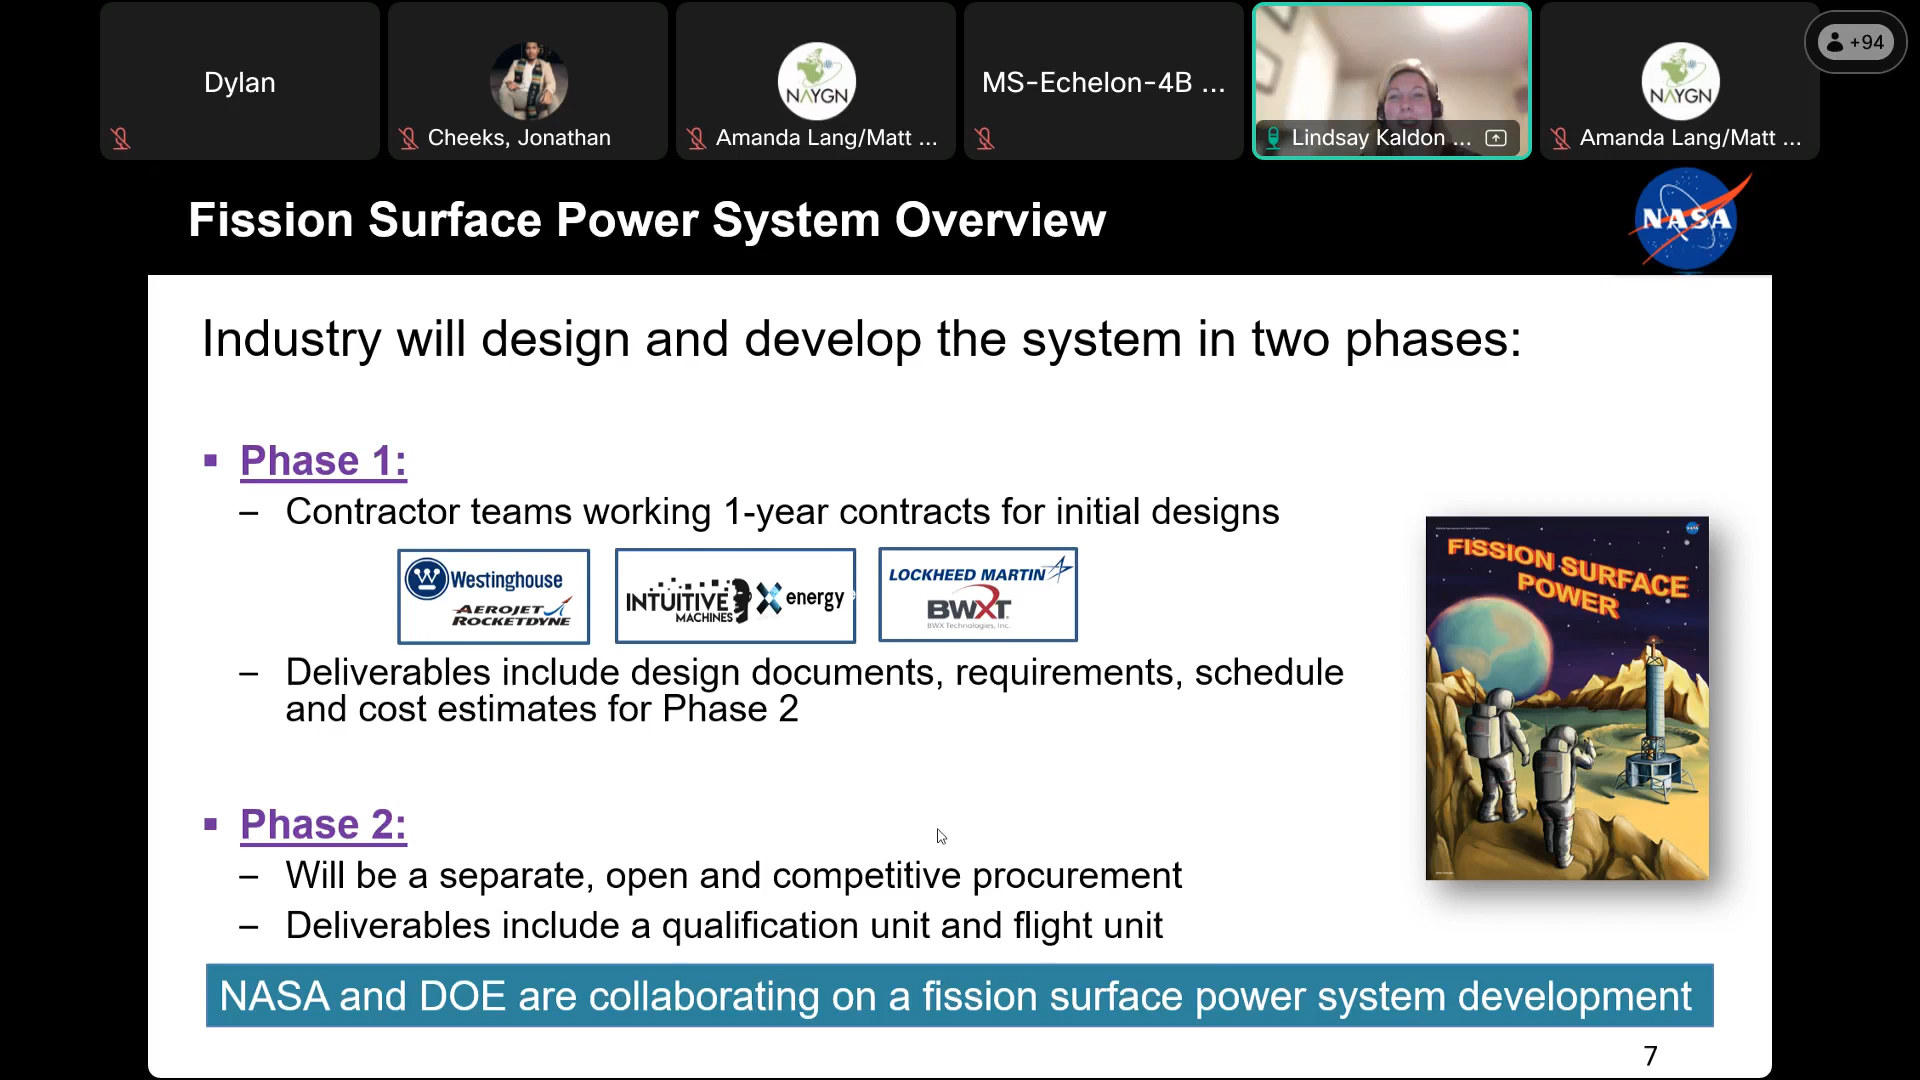 Dylan
Cheeks, Jonathan
NAYGN
Amanda Lang/Matt ...
MS-Echelon-4B ...
Lindsay Kaldon ...
NAYGN
Amanda Lang/Matt ...
+94
Fission Surface Power System Overview
NASA
Industry will design and develop the system in two phases:
▪ Phase 1:
– Contractor teams working 1-year contracts for initial designs
Westinghouse
AEROJET
ROCKETDYNE
INTUITIVE
MACHINES
X energy
LOCKHEED MARTIN
BWXT
BWX Technologies, Inc.
– Deliverables include design documents, requirements, schedule
and cost estimates for Phase 2
FISSION SURFACE
POWER
▪ Phase 2:
– Will be a separate, open and competitive procurement
– Deliverables include a qualification unit and flight unit
NASA and DOE are collaborating on a fission surface power system development
7